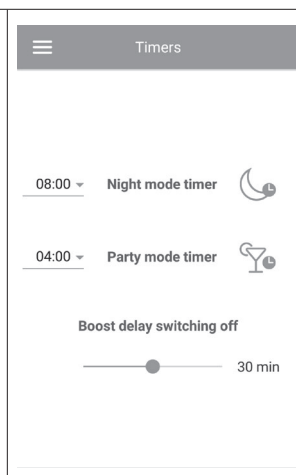 Timers
08:00 Night mode timer
04:00 Party mode timer
Boost delay switching off
30 min